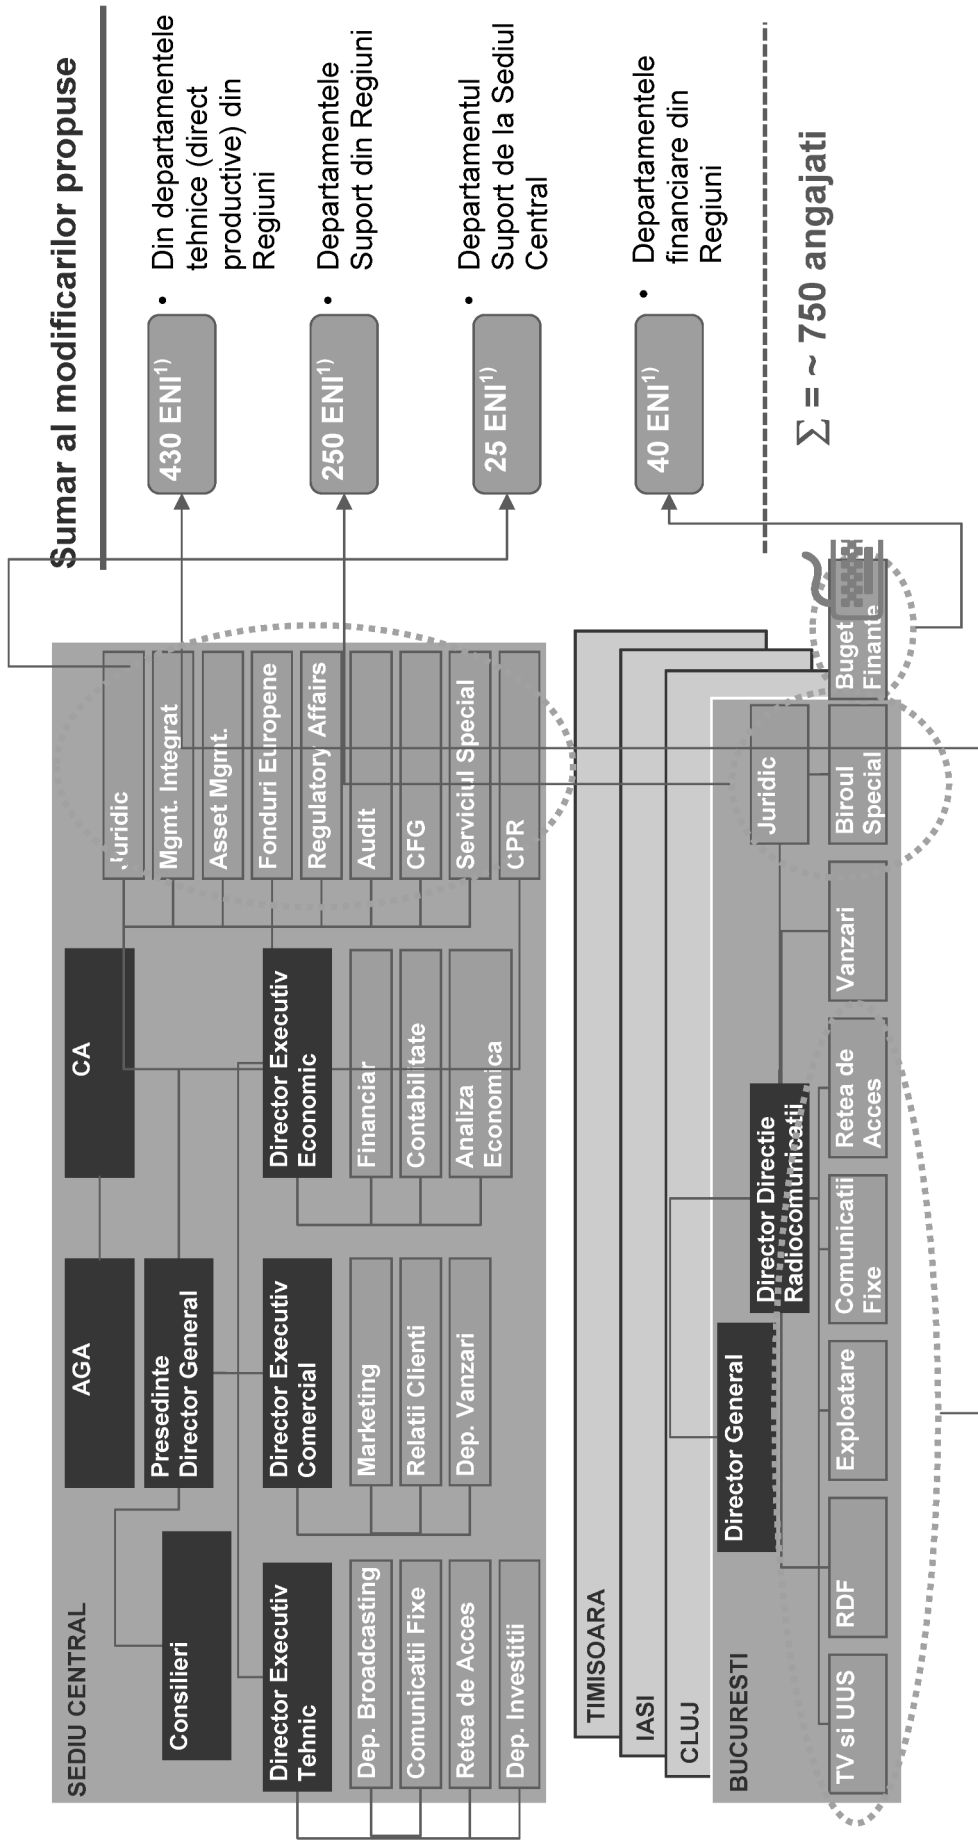 Sumar al modificarilor propuse
SEDIU CENTRAL
AGA
CA
Consilieri
Presedinte
Director General
Director Executiv
Tehnic
Director Executiv
Comercial
Director Executiv
Economic
Dep. Broadcasting
Comunicatii Fixe
Retea de Acces
Dep. Investitii
Marketing
Relatii Clienti
Dep. Vanzari
Financiar
Contabilitate
Analiza
Economica
Juridic
Mgmt. Integrat
Asset Mgmt.
Fonduri Europene
Regulatory Affairs
Audit
CFG
Serviciul Special
CPR
TIMISOARA
IASI
CLUJ
BUCURESTI
Director General
Director Directie
Radiocomunicatii
Juridic
TV si UUS
RDF
Exploatare
Comunicatii
Fixe
Retea de
Acces
Vanzari
Biroul
Special
Buget
Finante
430 ENI¹⁾
• Din departamentele
tehnice (direct
productive) din
Regiuni
250 ENI¹⁾
• Departamentele
Suport din Regiuni
25 ENI¹⁾
• Departamentul
Suport de la Sediul
Central
40 ENI¹⁾
• Departamentele
financiare din
Regiuni
Σ = ~ 750 angajati